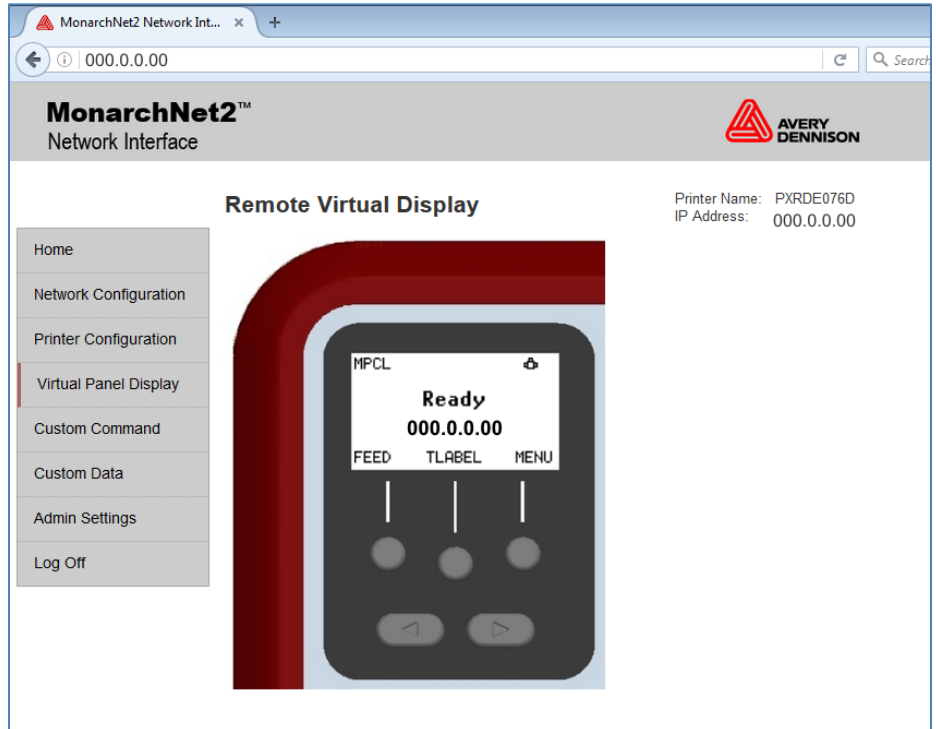 MonarchNet2 Network Int...
000.0.0.00
Search
MonarchNet2™
Network Interface
AVERY
DENNISON
Remote Virtual Display
Printer Name: PXRDE076D
IP Address: 000.0.0.00
Home
Network Configuration
Printer Configuration
Virtual Panel Display
Custom Command
Custom Data
Admin Settings
Log Off
MPCL
Ready
000.0.0.00
FEED TLABEL MENU